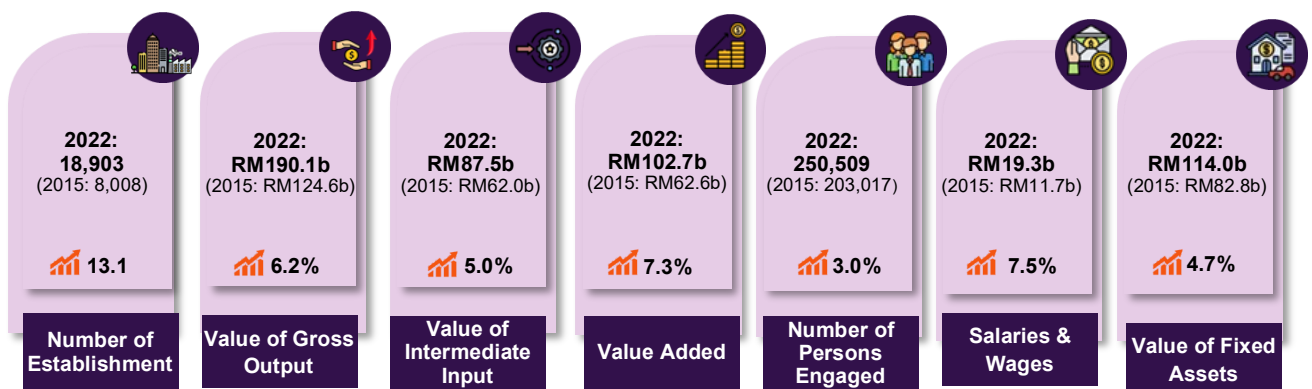 2022:
18,903
(2015: 8,008)
13.1
Number of
Establishment
2022:
RM190.1b
(2015: RM124.6b)
6.2%
Value of Gross
Output
2022:
RM87.5b
(2015: RM62.0b)
5.0%
Value of
Intermediate
Input
2022:
RM102.7b
(2015: RM62.6b)
7.3%
Value Added
2022:
250,509
(2015: 203,017)
3.0%
Number of
Persons
Engaged
2022:
RM19.3b
(2015: RM11.7b)
7.5%
Salaries &
Wages
2022:
RM114.0b
(2015: RM82.8b)
4.7%
Value of Fixed
Assets